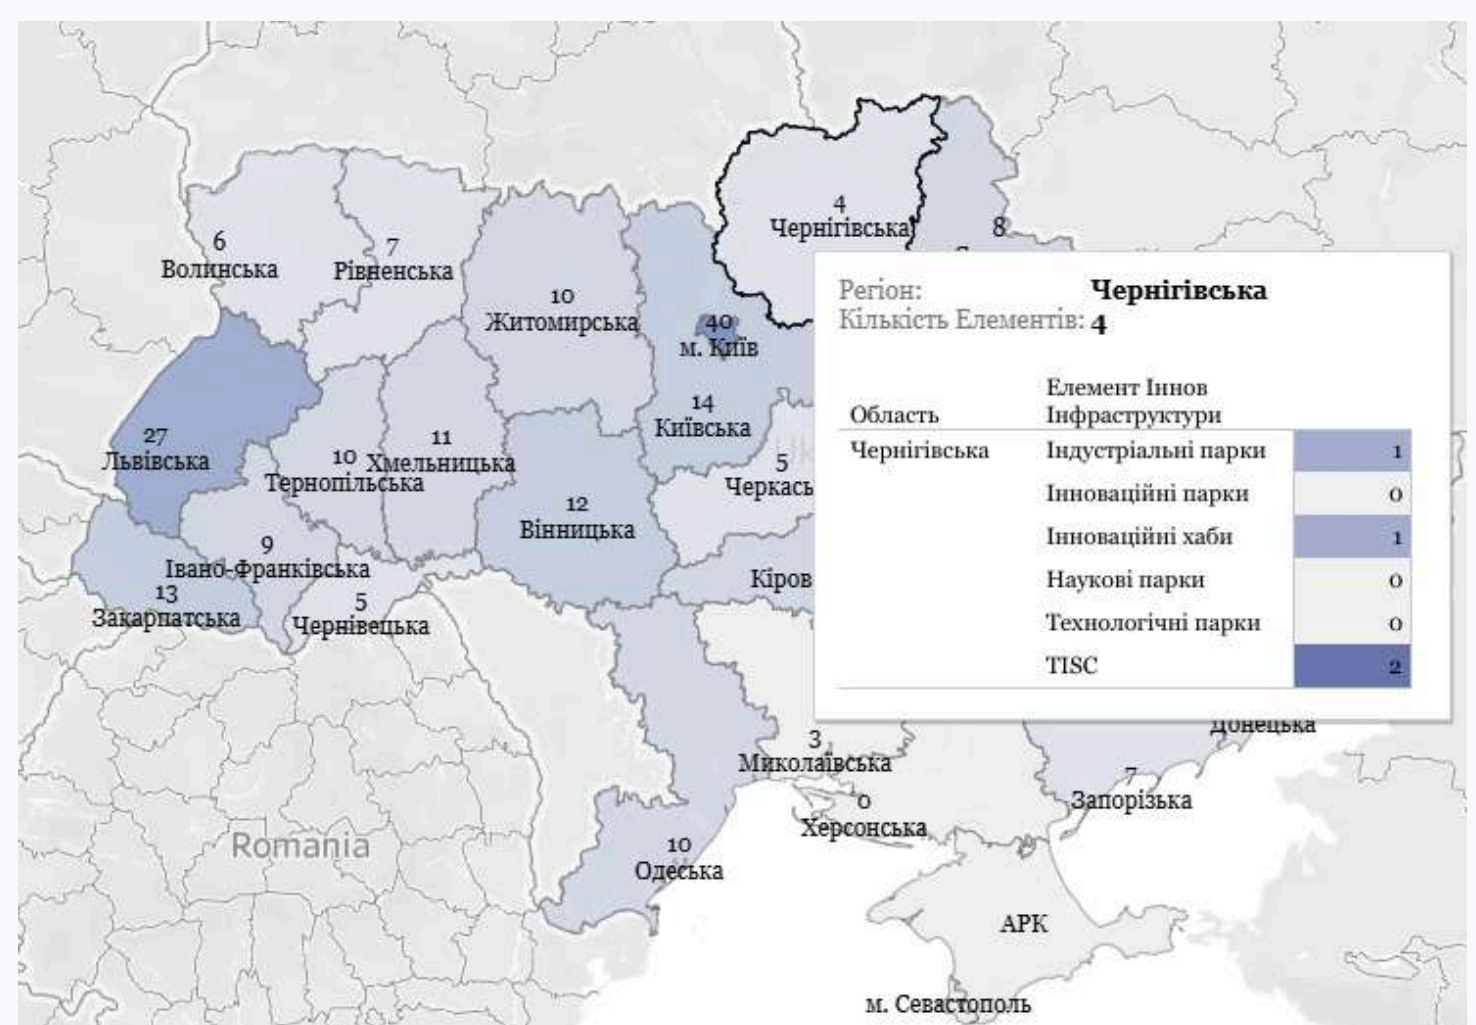 4
Чернігівська
8
6
Волинська
7
Рівненська
10
Житомирська
40
м. Київ
14
Київська
27
Львівська
10
Тернопільська
11
Хмельницька
12
Вінницька
5
Черкась
9
Івано-Франківська
13
Закарпатська
5
Чернівецька
Кіров
Регіон: Чернігівська
Кількість Елементів: 4
Елемент Іннов
Область Інфраструктури
Чернігівська Індустріальні парки 1
Інноваційні парки 0
Інноваційні хаби 1
Наукові парки 0
Технологічні парки 0
TISC 2
Донецька
3
Миколаївська
7
Запорізька
0
Херсонська
Romania
10
Одеська
АРК
м. Севастополь